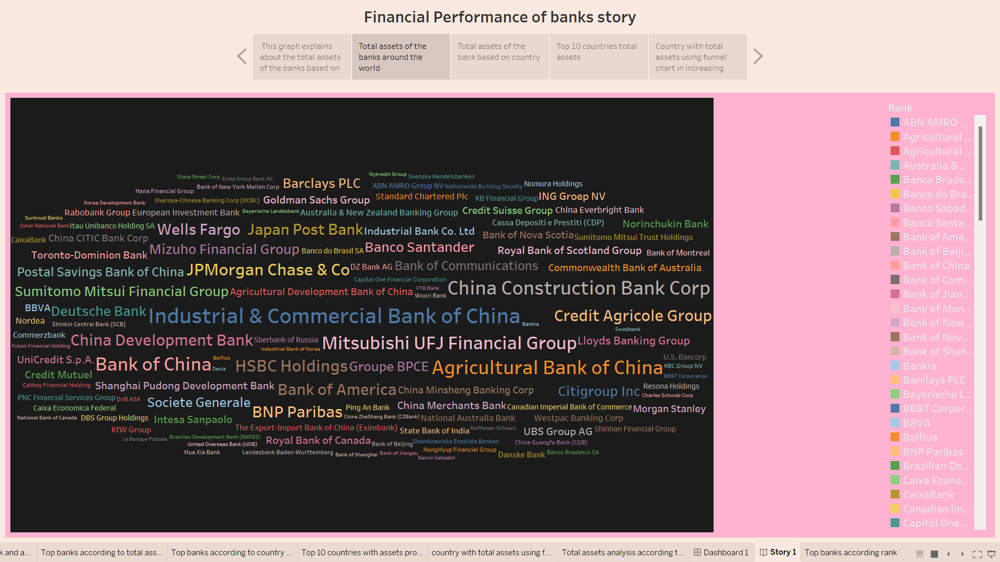 Financial Performance of banks story
This graph explains
about the total assets
of the banks based on
Total assets of the
banks around the
world
Total assets of the
bank based on country
Top 10 countries total
assets
Country with total
assets using funnel
chart in increasing
State Street Corp
Erste Group Bank AG
Barclays PLC
Nykredit Group
Svenska Handelsbanken
Hana Financial Group
Bank of New York Mellon Corp
ABN AMRO Group NV
Nationwide Building Society
Nomura Holdings
Korea Development Bank
Oversea-Chinese Banking Corp (OCBC)
Goldman Sachs Group
Standard Chartered Plc
KB Financial Group
ING Groep NV
Suntrust Banks
Rabobank Group
European Investment Bank
Bayerische Landesbank
Australia & New Zealand Banking Group
Credit Suisse Group
China Everbright Bank
Qatar National Bank
Itau Unibanco Holding SA
Wells Fargo
Japan Post Bank
Industrial Bank Co. Ltd
Cassa Depositi e Prestiti (CDP)
Norinchukin Bank
CaixaBank
China CITIC Bank Corp
Bank of Nova Scotia
Sumitomo Mitsui Trust Holdings
Toronto-Dominion Bank
Mizuho Financial Group
Banco do Brasil SA
Banco Santander
Royal Bank of Scotland Group
Bank of Montreal
Postal Savings Bank of China
JPMorgan Chase & Co
DZ Bank AG
Bank of Communications
Commonwealth Bank of Australia
Capital One Financial Corporation
Sumitomo Mitsui Financial Group
Agricultural Development Bank of China
VTB Bank
Woori Bank
China Construction Bank Corp
BBVA
Deutsche Bank
Industrial & Commercial Bank of China
Credit Agricole Group
Nordea
Shinkin Central Bank (SCB)
Bankia
Swedbank
Commerzbank
Fubon Financial Holding
China Development Bank
Sberbank of Russia
Industrial Bank of Korea
Mitsubishi UFJ Financial Group
Lloyds Banking Group
UniCredit S.p.A.
Bank of China
Belfius
Dexia
HSBC Holdings
Groupe BPCE
Agricultural Bank of China
U.S. Bancorp
KBC Group NV
BB&T Corporation
Credit Mutuel
Cathay Financial Holding
Shanghai Pudong Development Bank
Bank of America
China Minsheng Banking Corp
Citigroup Inc
Resona Holdings
Charles Schwab Corp
PNC Financial Services Group
DnB ASA
Societe Generale
Caixa Economica Federal
BNP Paribas
Ping An Bank
China Merchants Bank
Canadian Imperial Bank of Commerce
Morgan Stanley
National Bank of Canada
DBS Group Holdings
Intesa Sanpaolo
China ZheShang Bank (CZBank)
National Australia Bank
Westpac Banking Corp
KfW Group
The Export-Import Bank of China (Eximbank)
State Bank of India
Raiffeisen Schweiz
UBS Group AG
Shinhan Financial Group
La Banque Postale
Brazilian Development Bank (BNDES)
Royal Bank of Canada
United Overseas Bank (UOB)
Bank of Beijing
Skandinaviska Enskilda Banken
China Guangfa Bank (CGB)
Hua Xia Bank
Landesbank Baden-Wurttemberg
Bank of Shanghai
Bank of Jiangsu
NongHyup Financial Group
Banco Sabadell
Danske Bank
Banco Bradesco SA
Bank
ABN AMRO ..
Agricultural ..
Agricultural ..
Australia & ..
Banco Brade..
Banco do Bra..
Banco Sabad..
Banco Santa..
Bank of Ame..
Bank of Beiji..
Bank of China
Bank of Com..
Bank of Jian..
Bank of Mon..
Bank of New ..
Bank of Nov..
Bank of Shan..
Bankia
Barclays PLC
Bayerische L..
BB&T Corpor..
BBVA
Belfius
BNP Paribas
Brazilian De..
Caixa Econo..
CaixaBank
Canadian Im..
Capital One ..
k and a...
Top banks according to total ass...
Top banks according to country ...
Top 10 countries with assets pro...
country with total assets using f...
Total assets analysis according t...
Dashboard 1
Story 1
Top banks according rank